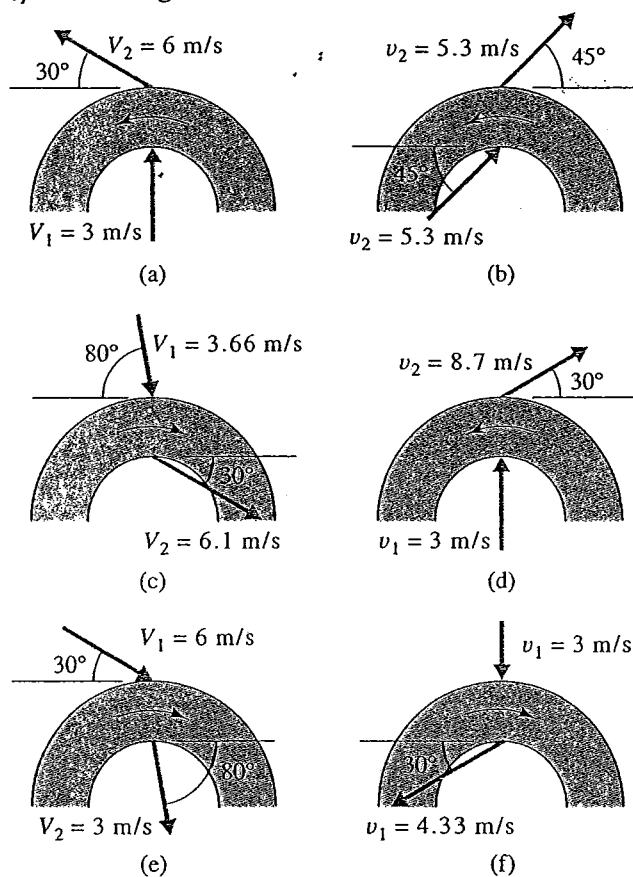 V₂ = 6 m/s
30°
V₁ = 3 m/s
(a)
v₂ = 5.3 m/s
45°
45°
v₂ = 5.3 m/s
(b)
80°
V₁ = 3.66 m/s
30°
V₂ = 6.1 m/s
(c)
v₂ = 8.7 m/s
30°
v₁ = 3 m/s
(d)
V₁ = 6 m/s
30°
80°
V₂ = 3 m/s
(e)
v₁ = 3 m/s
30°
v₁ = 4.33 m/s
(f)